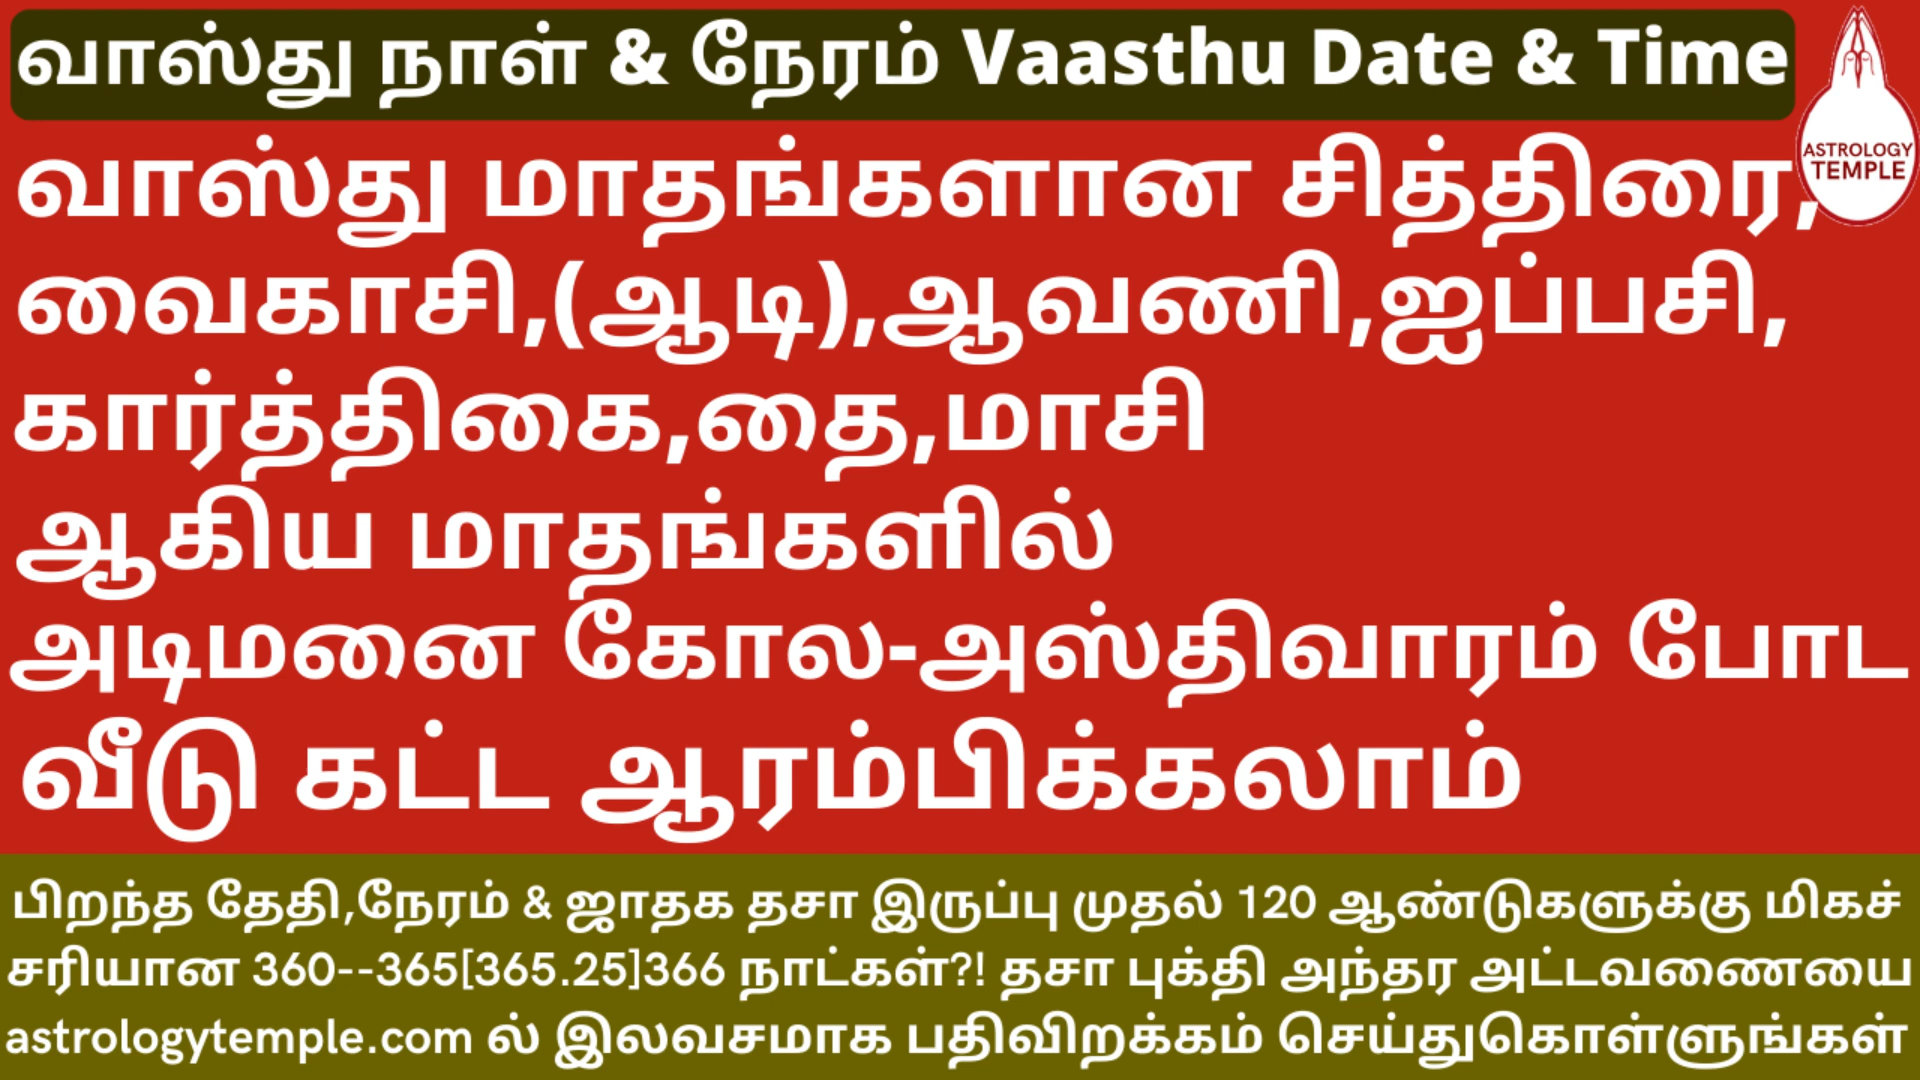 வாஸ்து நாள் & நேரம் Vaasthu Date & Time
ASTROLOGY
TEMPLE
வாஸ்து மாதங்களான சித்திரை,
வைகாசி,(ஆடி),ஆவணி,ஐப்பசி,
கார்த்திகை,தை,மாசி
ஆகிய மாதங்களில்
அடிமனை கோல-அஸ்திவாரம் போட
வீடு கட்ட ஆரம்பிக்கலாம்
பிறந்த தேதி,நேரம் & ஜாதக தசா இருப்பு முதல் 120 ஆண்டுகளுக்கு மிகச்
சரியான 360--365[365.25]366 நாட்கள்?! தசா புக்தி அந்தர அட்டவணையை
astrologytemple.com ல் இலவசமாக பதிவிறக்கம் செய்துகொள்ளுங்கள்